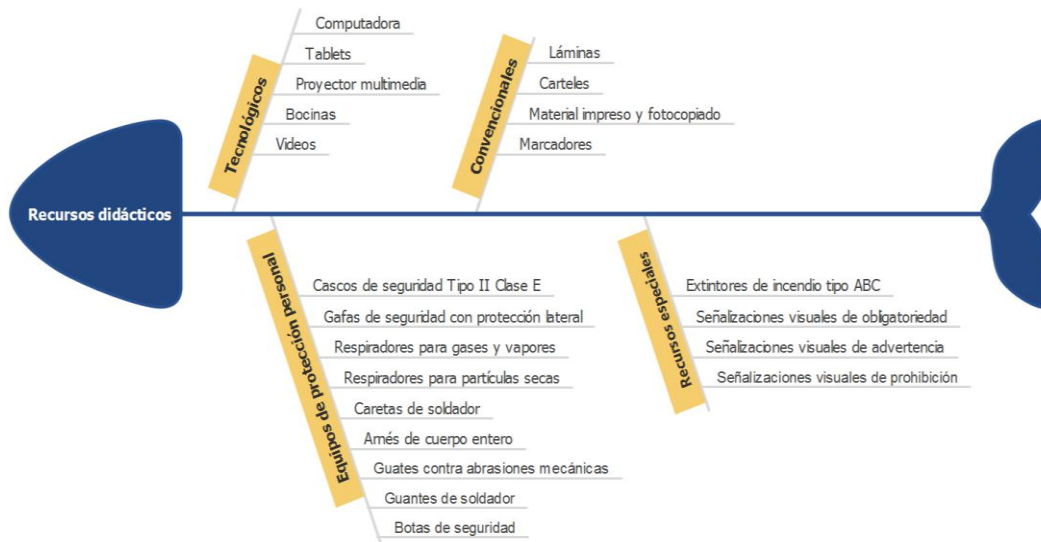 Recursos didácticos
Tecnológicos
Computadora
Tablets
Proyector multimedia
Bocinas
Videos
Convencionales
Láminas
Carteles
Material impreso y fotocopiado
Marcadores
Equipos de protección personal
Cascos de seguridad Tipo II Clase E
Gafas de seguridad con protección lateral
Respiradores para gases y vapores
Respiradores para partículas secas
Caretas de soldador
Arnés de cuerpo entero
Guates contra abrasiones mecánicas
Guantes de soldador
Botas de seguridad
Recursos especiales
Extintores de incendio tipo ABC
Señalizaciones visuales de obligatoriedad
Señalizaciones visuales de advertencia
Señalizaciones visuales de prohibición